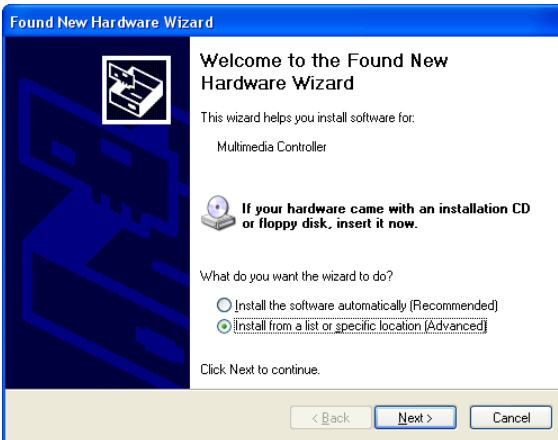 Found New Hardware Wizard
Welcome to the Found New
Hardware Wizard
This wizard helps you install software for:
Multimedia Controller
If your hardware came with an installation CD
or floppy disk, insert it now.
What do you want the wizard to do?
Install the software automatically (Recommended)
Install from a list or specific location (Advanced)
Click Next to continue.
< Back Next > Cancel